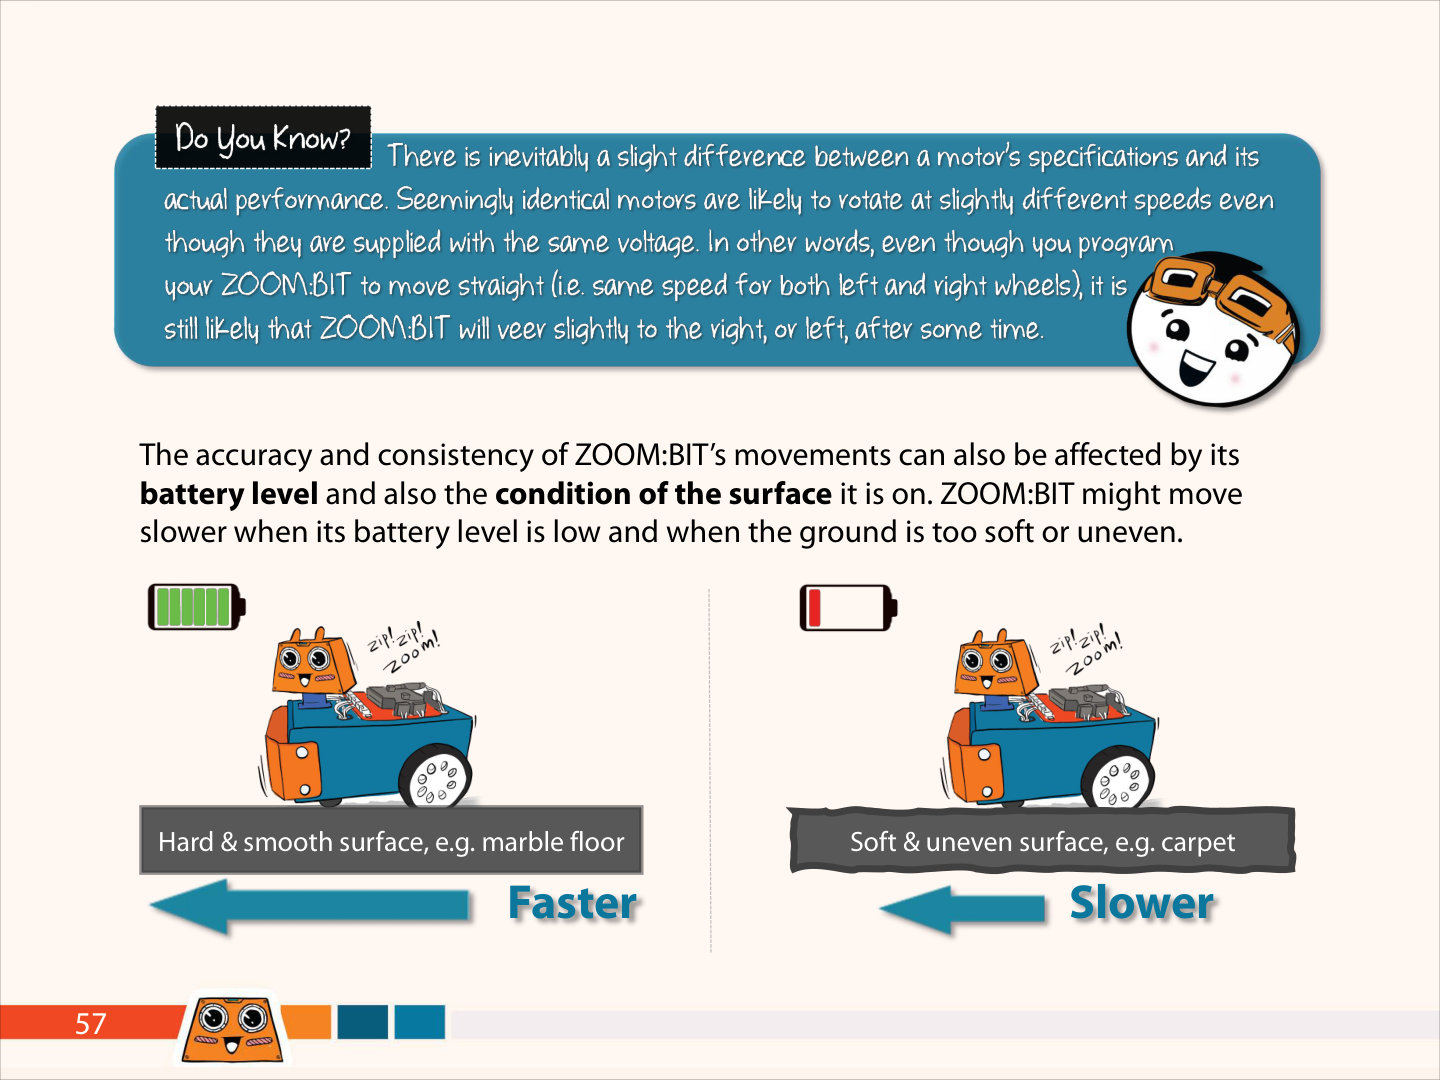 Do You Know?
There is inevitably a slight difference between a motor's specifications and its
actual performance. Seemingly identical motors are likely to rotate at slightly different speeds even
though they are supplied with the same voltage. In other words, even though you program
your ZOOM:BIT to move straight (i.e. same speed for both left and right wheels), it is
still likely that ZOOM:BIT will veer slightly to the right, or left, after some time.
The accuracy and consistency of ZOOM:BIT’s movements can also be affected by its
battery level and also the condition of the surface it is on. ZOOM:BIT might move
slower when its battery level is low and when the ground is too soft or uneven.
zip! zip!
zoom!
Hard & smooth surface, e.g. marble floor
Faster
zip! zip!
zoom!
Soft & uneven surface, e.g. carpet
Slower
57